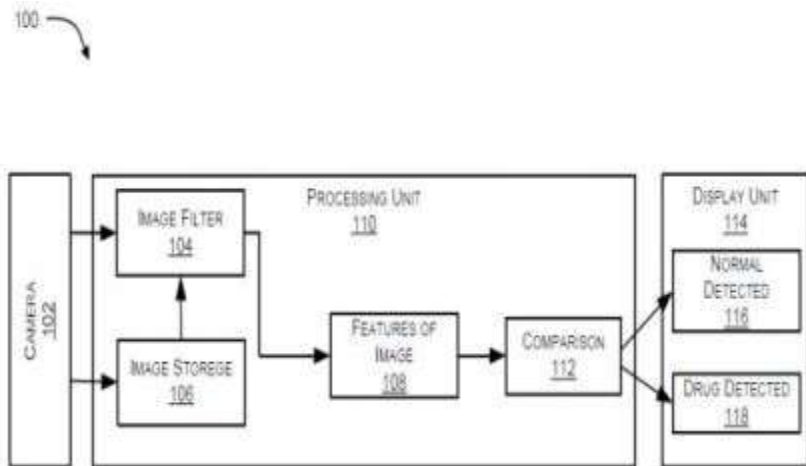 100
CAMERA
102
PROCESSING UNIT
110
IMAGE FILTER
104
IMAGE STOREGE
106
FEATURES OF
IMAGE
108
COMPARISON
112
DISPLAY UNIT
114
NORMAL
DETECTED
116
DRUG DETECTED
118